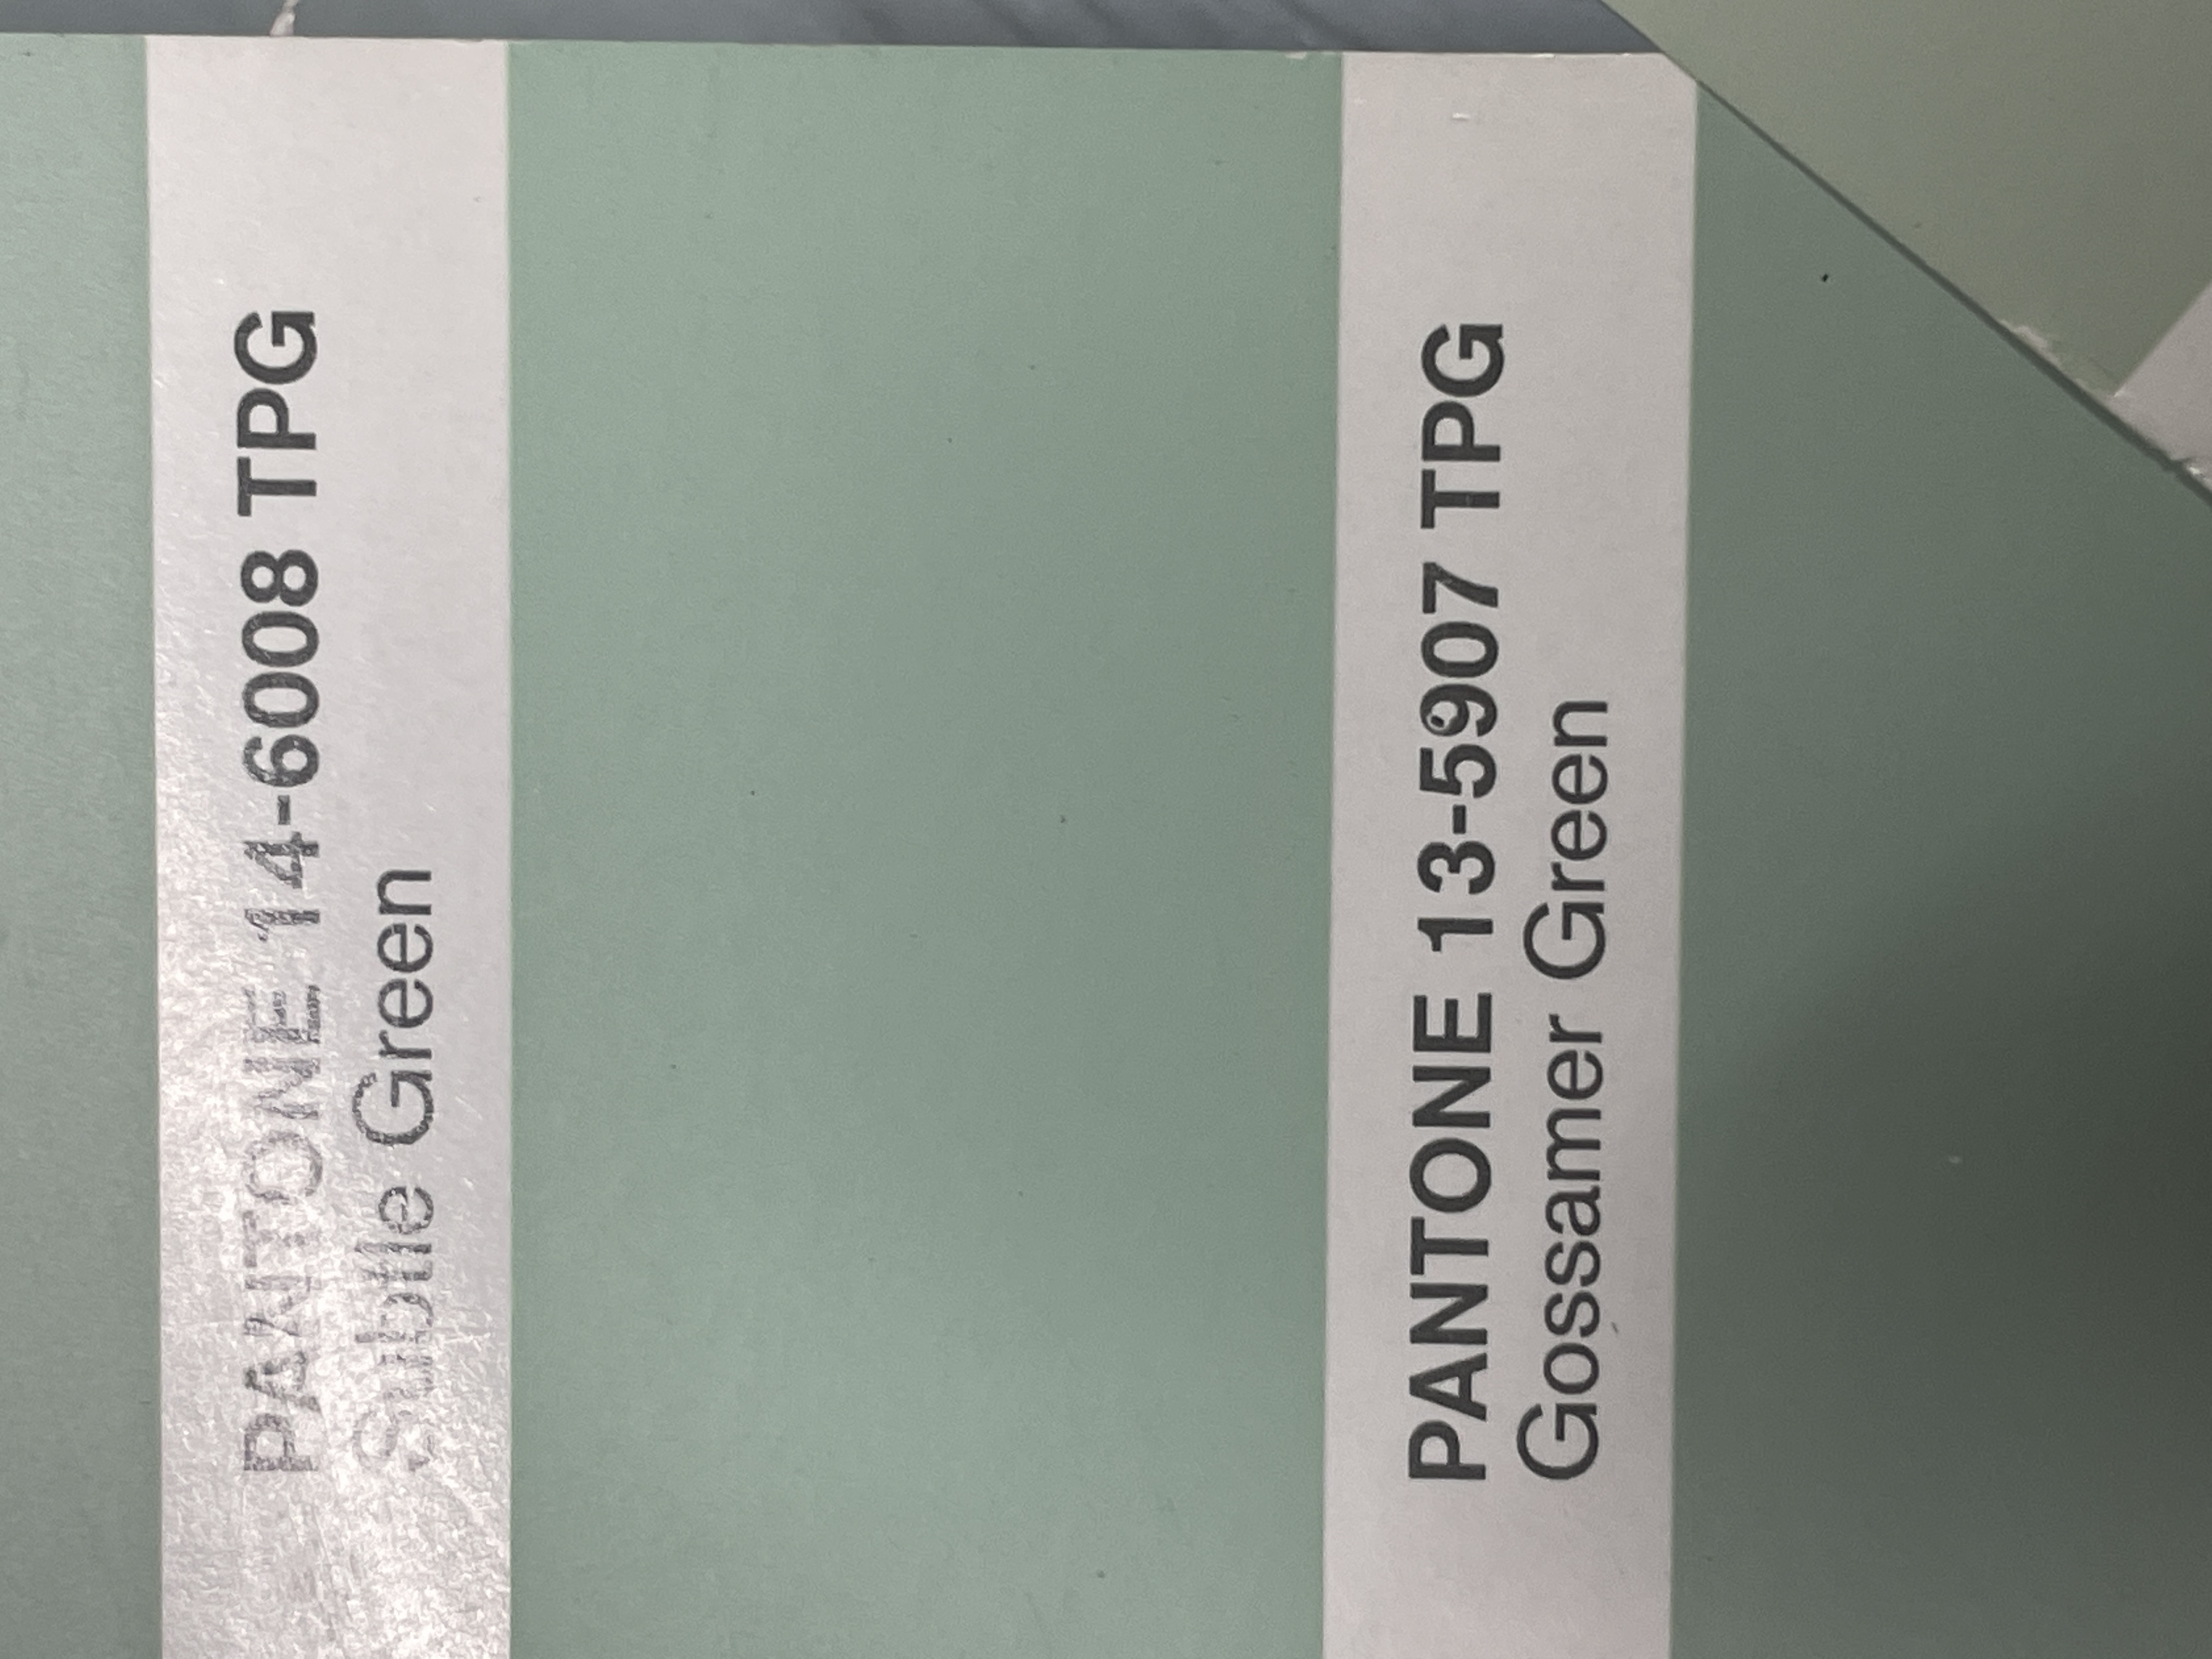 PANTONE 14-6008 TPG
Subtle Green
PANTONE 13-5907 TPG
Gossamer Green